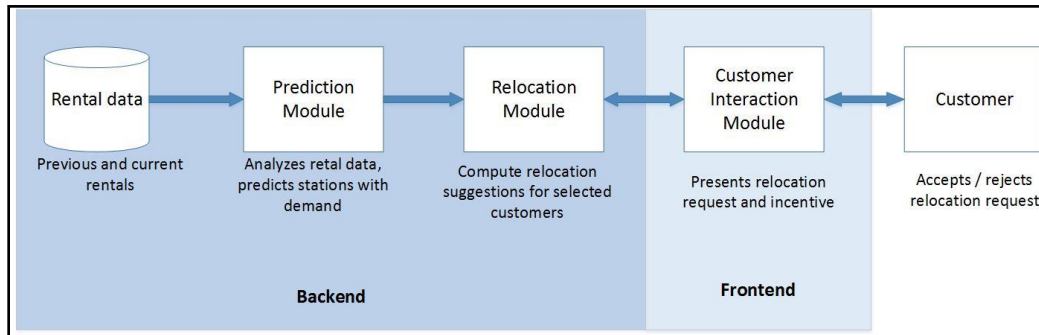 Rental data
Previous and current
rentals
Prediction
Module
Analyzes retal data,
predicts stations with
demand
Relocation
Module
Compute relocation
suggestions for selected
customers
Customer
Interaction
Module
Presents relocation
request and incentive
Customer
Accepts / rejects
relocation request
Backend
Frontend